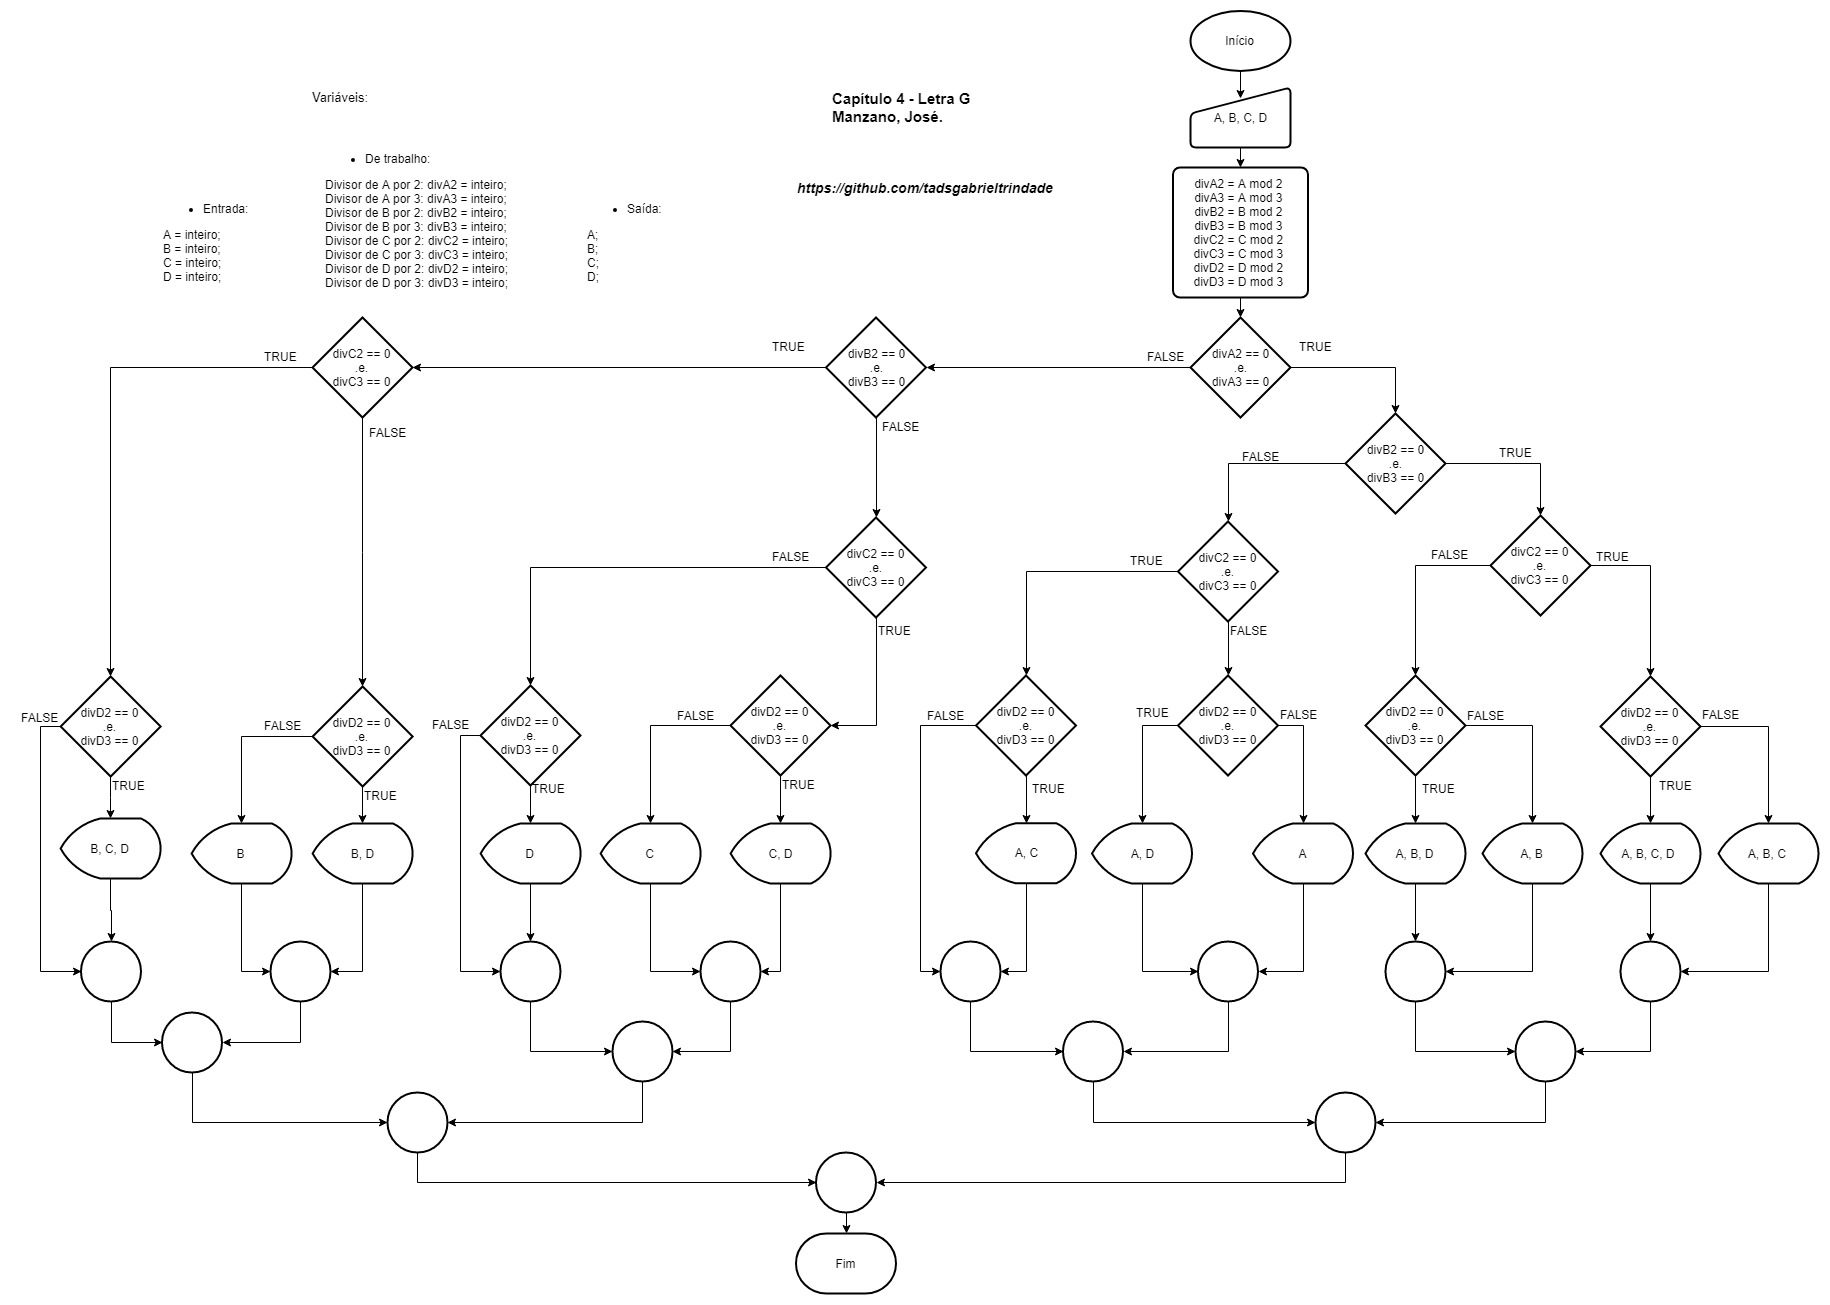 Início
Variáveis:
Capítulo 4 - Letra G
Manzano, José.
A, B, C, D
De trabalho:
Divisor de A por 2: divA2 = inteiro;
Divisor de A por 3: divA3 = inteiro;
Divisor de B por 2: divB2 = inteiro;
Divisor de B por 3: divB3 = inteiro;
Divisor de C por 2: divC2 = inteiro;
Divisor de C por 3: divC3 = inteiro;
Divisor de D por 2: divD2 = inteiro;
Divisor de D por 3: divD3 = inteiro;
https://github.com/tadsgabrieltrindade
Entrada:
A = inteiro;
B = inteiro;
C = inteiro;
D = inteiro;
Saída:
A;
B;
C;
D;
divA2 = A mod 2
divA3 = A mod 3
divB2 = B mod 2
divB3 = B mod 3
divC2 = C mod 2
divC3 = C mod 3
divD2 = D mod 2
divD3 = D mod 3
TRUE
divC2 == 0
.e.
divC3 == 0
FALSE
TRUE
divB2 == 0
.e.
divB3 == 0
FALSE
FALSE
divA2 == 0
.e.
divA3 == 0
TRUE
FALSE
divB2 == 0
.e.
divB3 == 0
TRUE
FALSE
divC2 == 0
.e.
divC3 == 0
TRUE
TRUE
divC2 == 0
.e.
divC3 == 0
FALSE
FALSE
divC2 == 0
.e.
divC3 == 0
TRUE
FALSE
divD2 == 0
.e.
divD3 == 0
TRUE
FALSE
divD2 == 0
.e.
divD3 == 0
TRUE
FALSE
divD2 == 0
.e.
divD3 == 0
TRUE
FALSE
divD2 == 0
.e.
divD3 == 0
TRUE
FALSE
divD2 == 0
.e.
divD3 == 0
TRUE
TRUE
divD2 == 0
.e.
divD3 == 0
FALSE
divD2 == 0
.e.
divD3 == 0
FALSE
TRUE
divD2 == 0
.e.
divD3 == 0
FALSE
TRUE
B, C, D
B
B, D
D
C
C, D
A, C
A, D
A
A, B, D
A, B
A, B, C, D
A, B, C
Fim